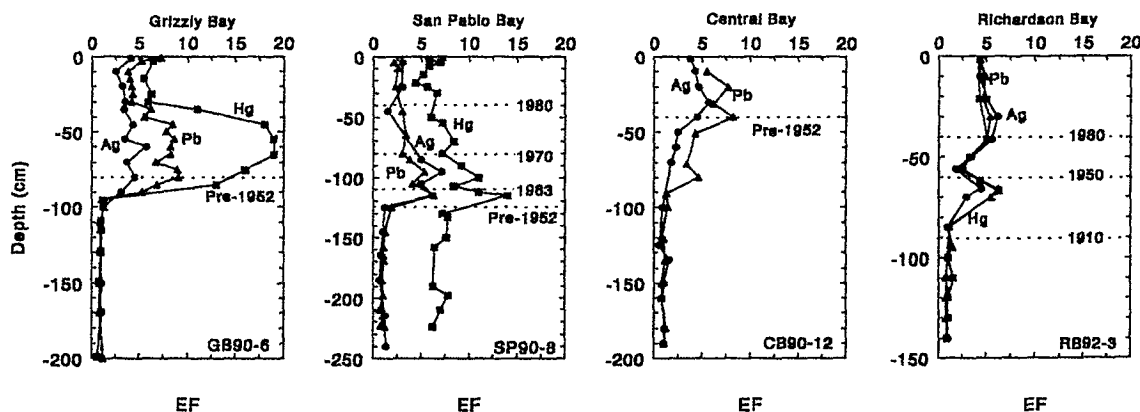 Grizzly Bay
0 5 10 15 20
0
-50
-100
-150
-200
Depth (cm)
Hg
Pb
Ag
Pre-1952
GB90-6
EF
San Pablo Bay
0 5 10 15 20
0
-50
-100
-150
-200
-250
1980
Hg
Ag
1970
Pb
1963
Pre-1952
SP90-8
EF
Central Bay
0 5 10 15 20
0
-50
-100
-150
-200
Ag
Pb
Pre-1952
CB90-12
EF
Richardson Bay
0 5 10 15 20
0
-50
-100
-150
Pb
Ag
1980
1950
Hg
1910
RB92-3
EF